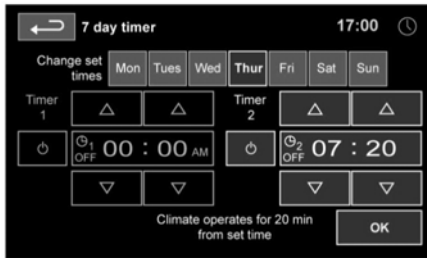 7 day timer 17:00
Change set times Mon Tues Wed Thur Fri Sat Sun
Timer 1 Timer 2
1 OFF 00 : 00 AM 2 OFF 07 : 20
Climate operates for 20 min
from set time
OK